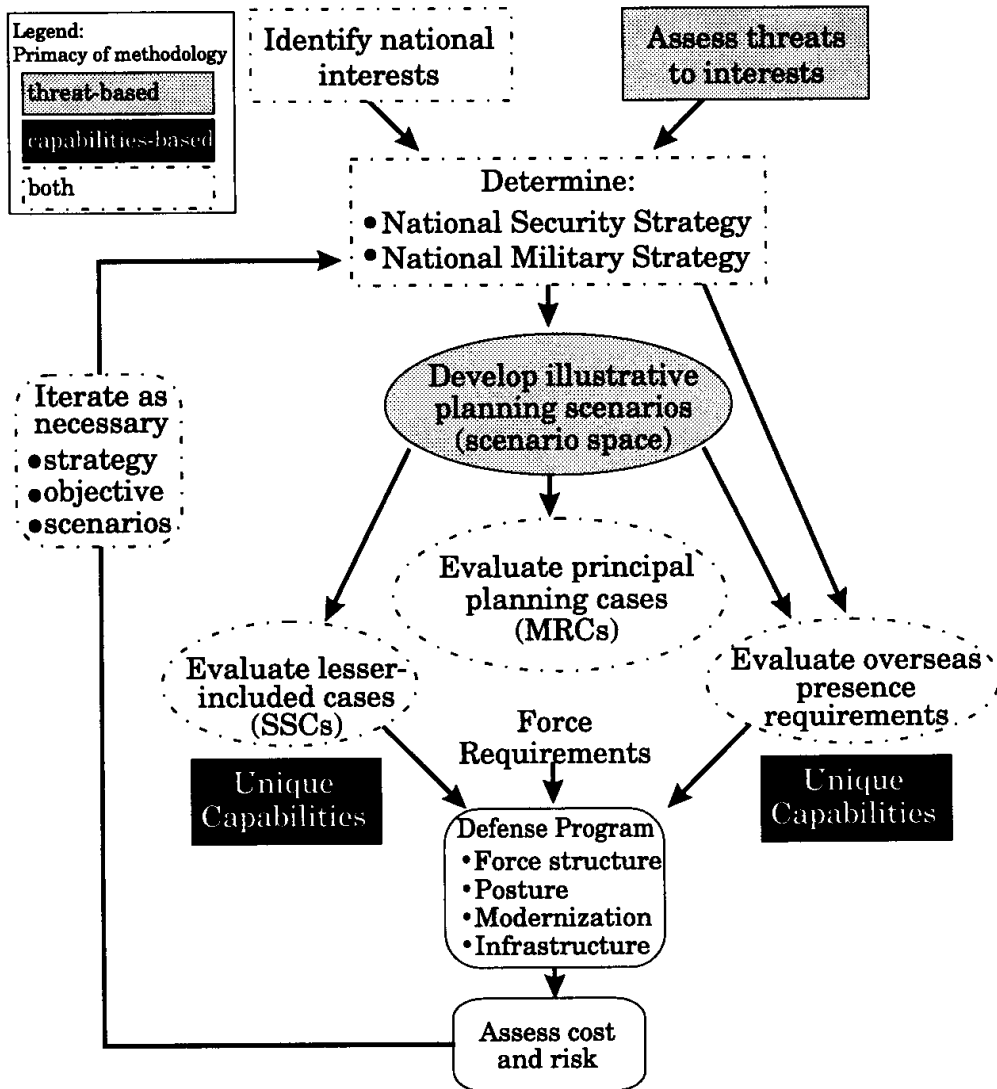 Legend:
Primacy of methodology
threat-based
capabilities-based
both
Identify national
interests
Assess threats
to interests
Determine:
•National Security Strategy
•National Military Strategy
Develop illustrative
planning scenarios
(scenario space)
Iterate as
necessary
•strategy
•objective
•scenarios
Evaluate principal
planning cases
(MRCs)
Evaluate lesser-
included cases
(SSCs)
Evaluate overseas
presence
requirements
Force
Requirements
Unique
Capabilities
Unique
Capabilities
Defense Program
•Force structure
•Posture
•Modernization
•Infrastructure
Assess cost
and risk